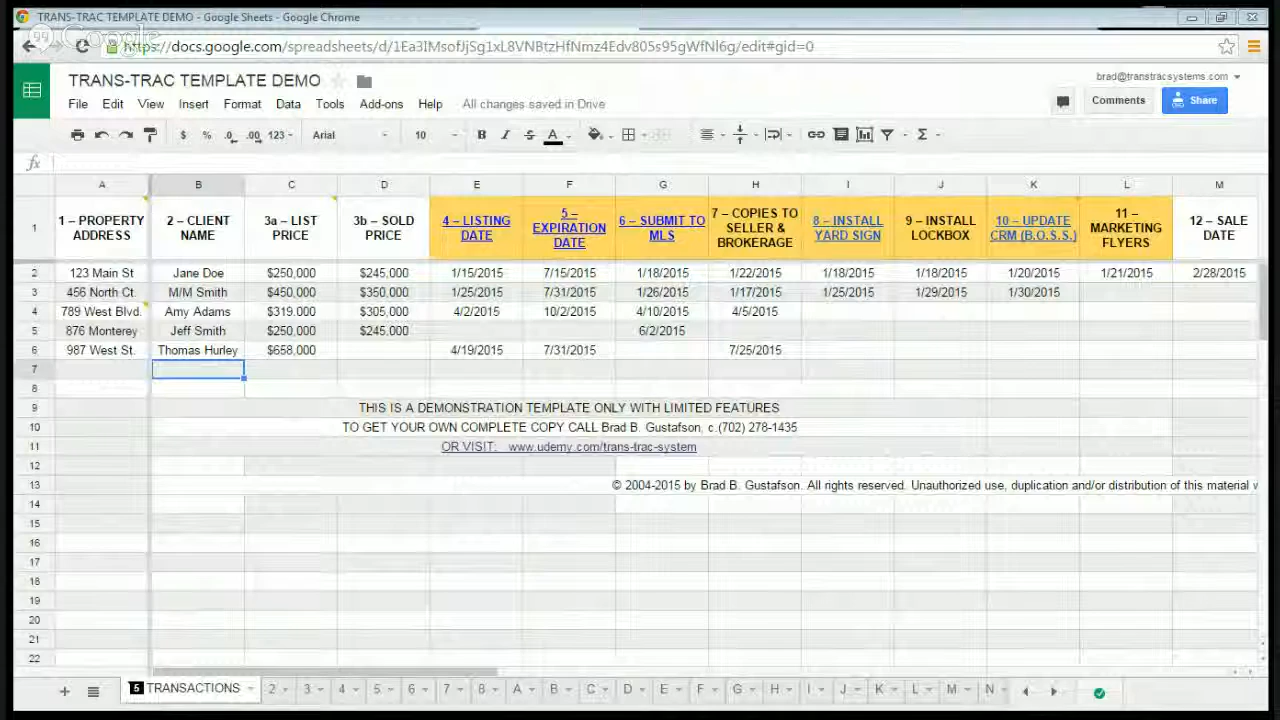 TRANS-TRAC TEMPLATE DEMO - Google Sheets - Google Chrome
Google
https://docs.google.com/spreadsheets/d/1Ea3IMsofJjSg1xL8VNBtEHfNmz4Edv805s95gWfNl6g/edit#gid=0
TRANS-TRAC TEMPLATE DEMO
brad@transtracsystems.com
File Edit View Insert Format Data Tools Add-ons Help All changes saved in Drive
Comments Share
$ % .0 .00 123 Arial 10 B I S A Σ
fx
A B C D E F G H I J K L M
1 1 – PROPERTY ADDRESS 2 – CLIENT NAME 3a – LIST PRICE 3b – SOLD PRICE 4 – LISTING DATE 5 – EXPIRATION DATE 6 – SUBMIT TO MLS 7 – COPIES TO SELLER & BROKERAGE 8 – INSTALL YARD SIGN 9 – INSTALL LOCKBOX 10 – UPDATE CRM (B.O.S.S.) 11 – MARKETING FLYERS 12 – SALE DATE
2 123 Main St Jane Doe $250,000 $245,000 1/15/2015 7/15/2015 1/18/2015 1/22/2015 1/18/2015 1/18/2015 1/20/2015 1/21/2015 2/28/2015
3 456 North Ct. M/M Smith $450,000 $350,000 1/25/2015 7/31/2015 1/26/2015 1/17/2015 1/25/2015 1/29/2015 1/30/2015
4 789 West Blvd. Amy Adams $319,000 $305,000 4/2/2015 10/2/2015 4/10/2015 4/5/2015
5 876 Monterey Jeff Smith $250,000 $245,000 6/2/2015
6 987 West St. Thomas Hurley $658,000 4/19/2015 7/31/2015 7/25/2015
7
8
9 THIS IS A DEMONSTRATION TEMPLATE ONLY WITH LIMITED FEATURES
10 TO GET YOUR OWN COMPLETE COPY CALL Brad B. Gustafson, c.(702) 278-1435
11 OR VISIT: www.udemy.com/trans-trac-system
12
13 © 2004-2015 by Brad B. Gustafson. All rights reserved. Unauthorized use, duplication and/or distribution of this material w
14
15
16
17
18
19
20
21
22
5 TRANSACTIONS 2 3 4 5 6 7 8 A B C D E F G H I J K L M N